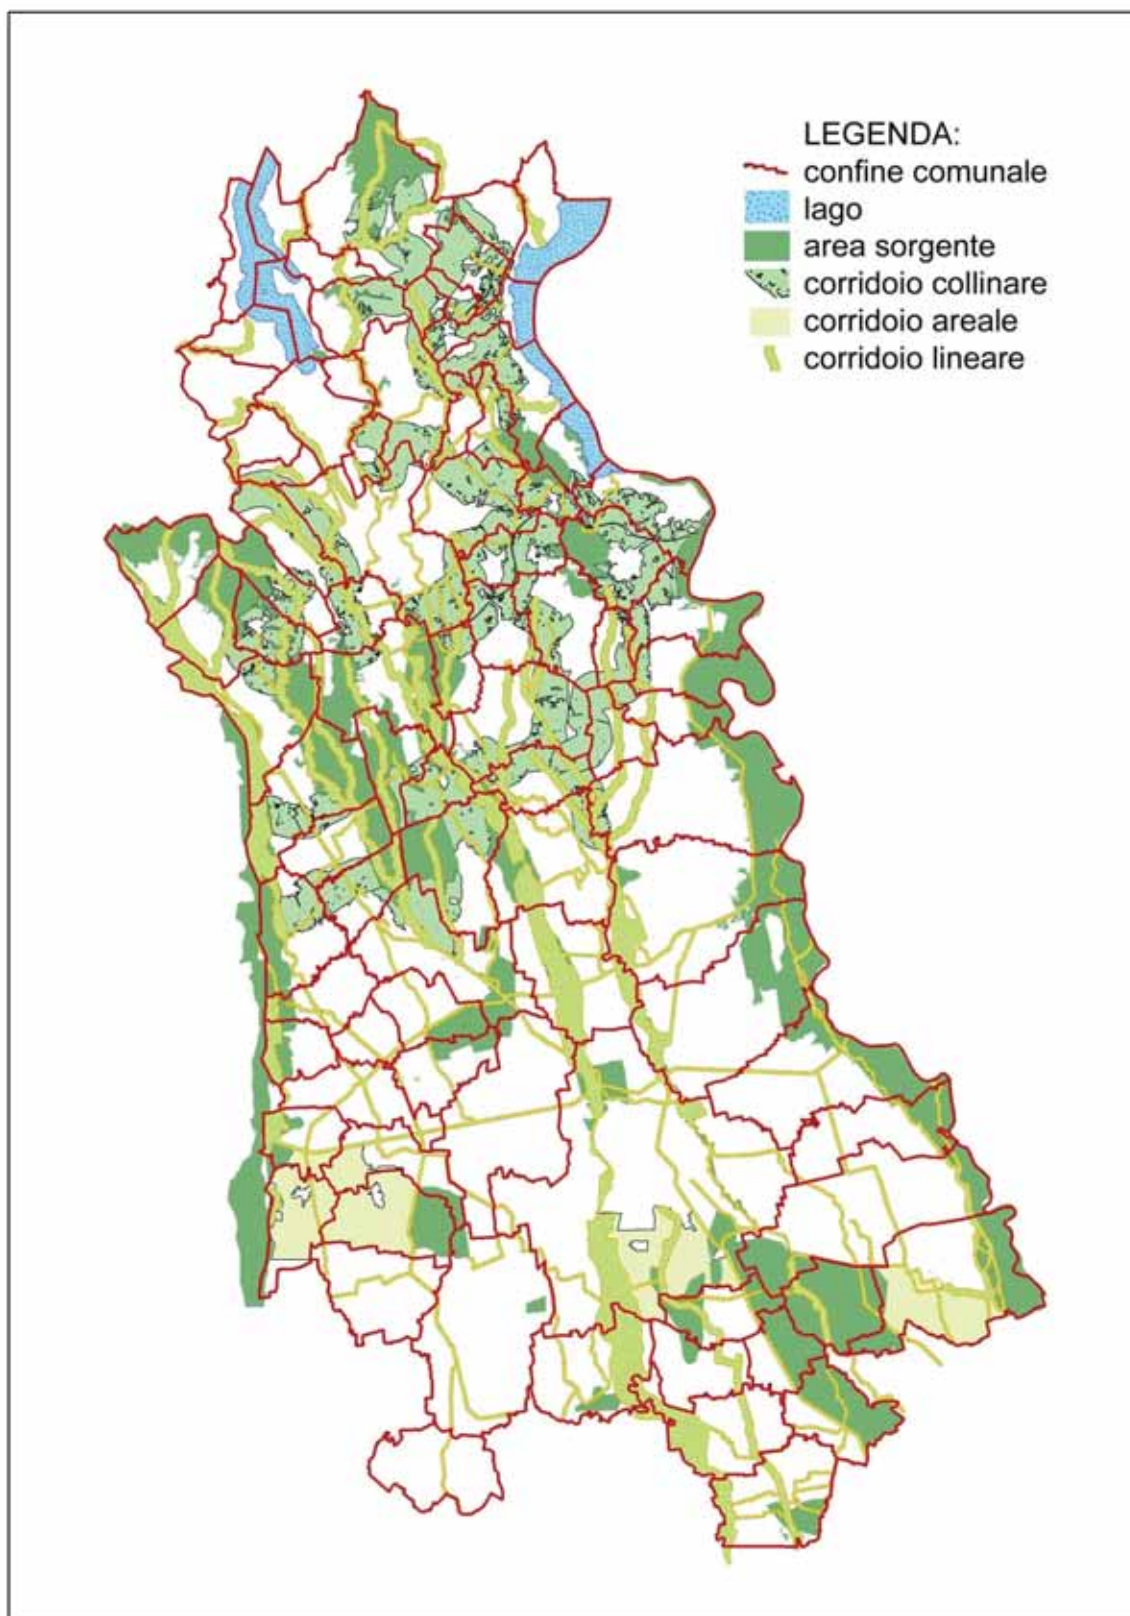 LEGENDA:
confine comunale
lago
area sorgente
corridoio collinare
corridoio areale
corridoio lineare